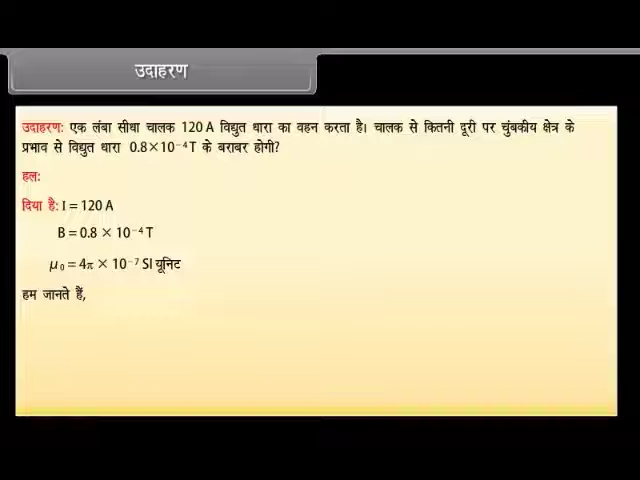 उदाहरण
उदाहरण: एक लंबा सीधा चालक 120 A विद्युत धारा का वहन करता है। चालक से कितनी दूरी पर चुंबकीय क्षेत्र के
प्रभाव से विद्युत धारा 0.8×10⁻⁴ T के बराबर होगी?
हल:
दिया है: I = 120 A
B = 0.8 × 10⁻⁴ T
μ₀ = 4π × 10⁻⁷ SI यूनिट
हम जानते हैं,